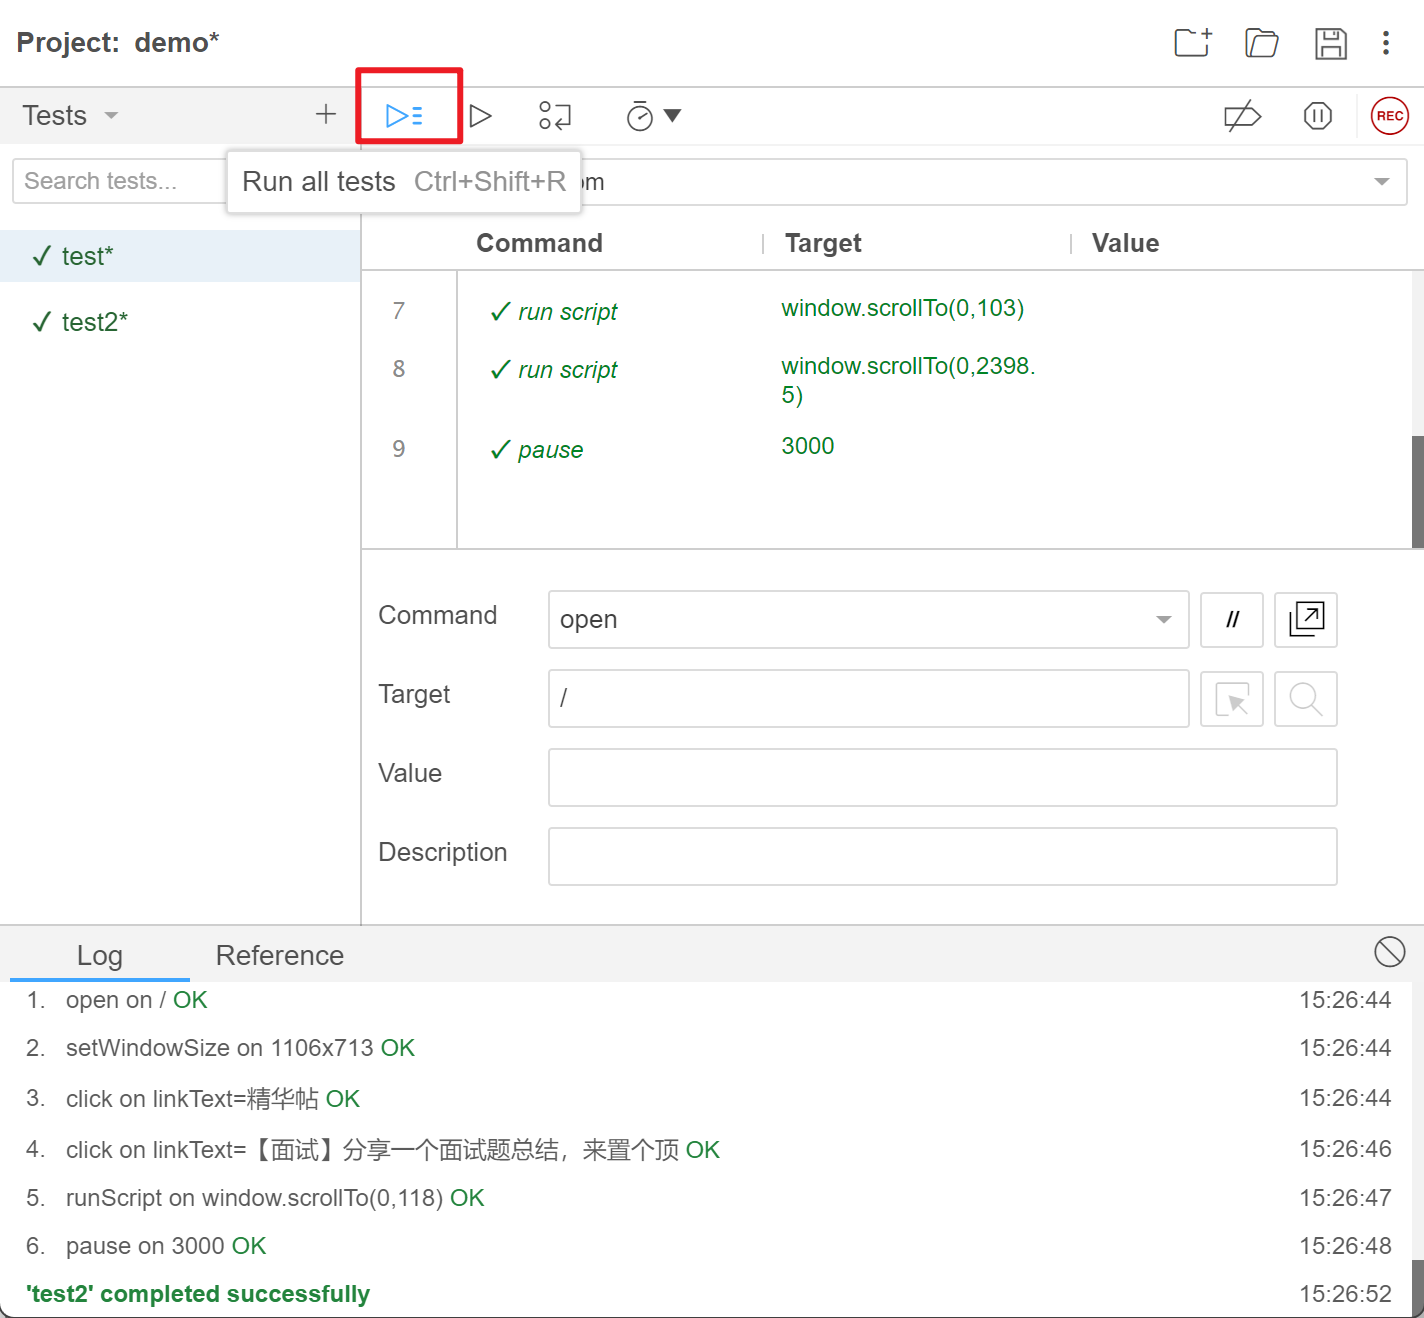 Project: demo*
Tests
REC
Search tests...
Run all tests Ctrl+Shift+R
om
Command Target Value
✓ test*
✓ test2*
7 ✓ run script window.scrollTo(0,103)
8 ✓ run script window.scrollTo(0,2398.
5)
9 ✓ pause 3000
Command open //
Target /
Value
Description
Log Reference
1. open on / OK 15:26:44
2. setWindowSize on 1106x713 OK 15:26:44
3. click on linkText=精华帖 OK 15:26:44
4. click on linkText=【面试】分享一个面试题总结，来置个顶 OK 15:26:46
5. runScript on window.scrollTo(0,118) OK 15:26:47
6. pause on 3000 OK 15:26:48
'test2' completed successfully 15:26:52